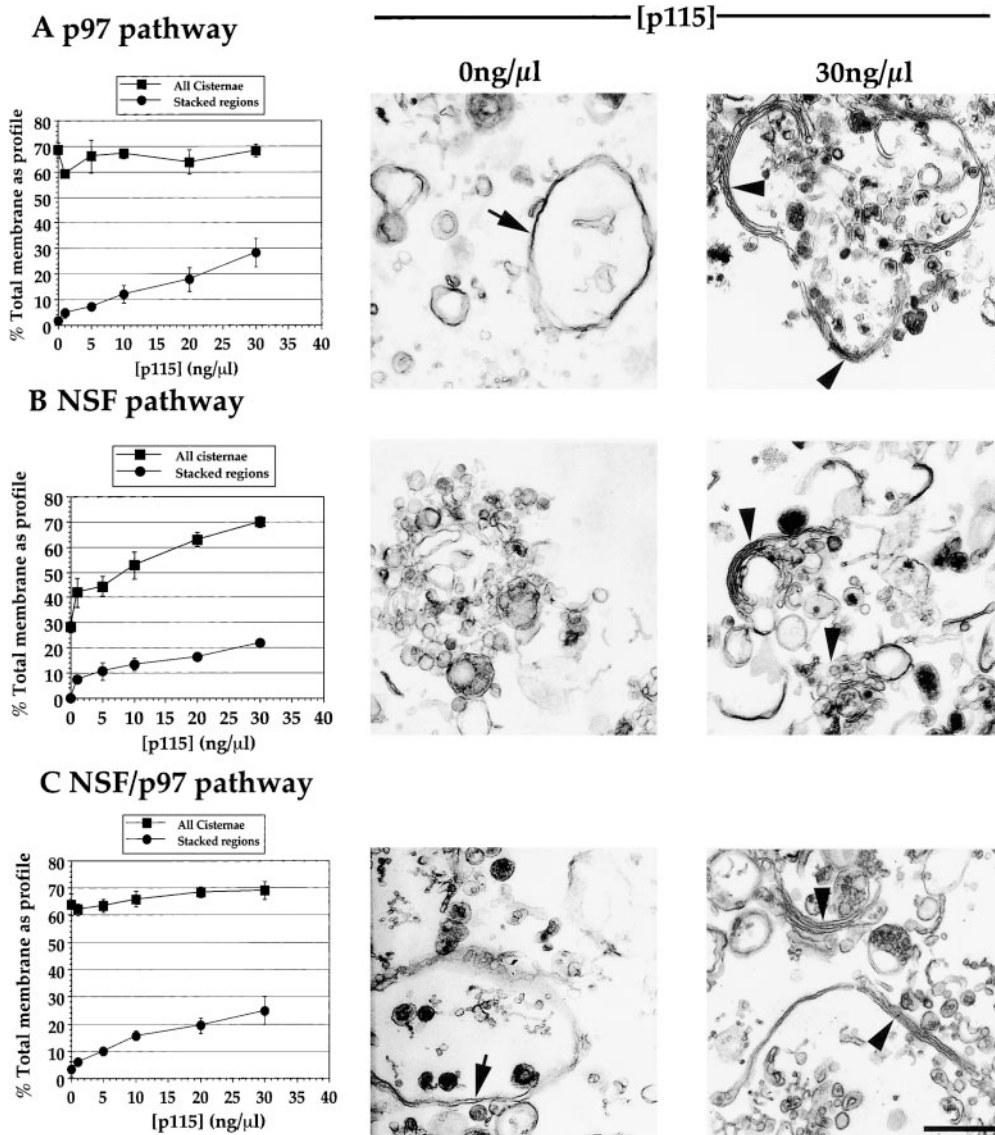 [p115]
0ng/µl
30ng/µl
A p97 pathway
All Cisternae
Stacked regions
% Total membrane as profile
80
70
60
50
40
30
20
10
0
0 5 10 15 20 25 30 35 40
[p115] (ng/µl)
B NSF pathway
All cisternae
Stacked regions
% Total membrane as profile
80
70
60
50
40
30
20
10
0
0 5 10 15 20 25 30 35 40
[p115] (ng/µl)
C NSF/p97 pathway
All Cisternae
Stacked regions
% Total membrane as profile
80
70
60
50
40
30
20
10
0
0 5 10 15 20 25 30 35 40
[p115] (ng/µl)